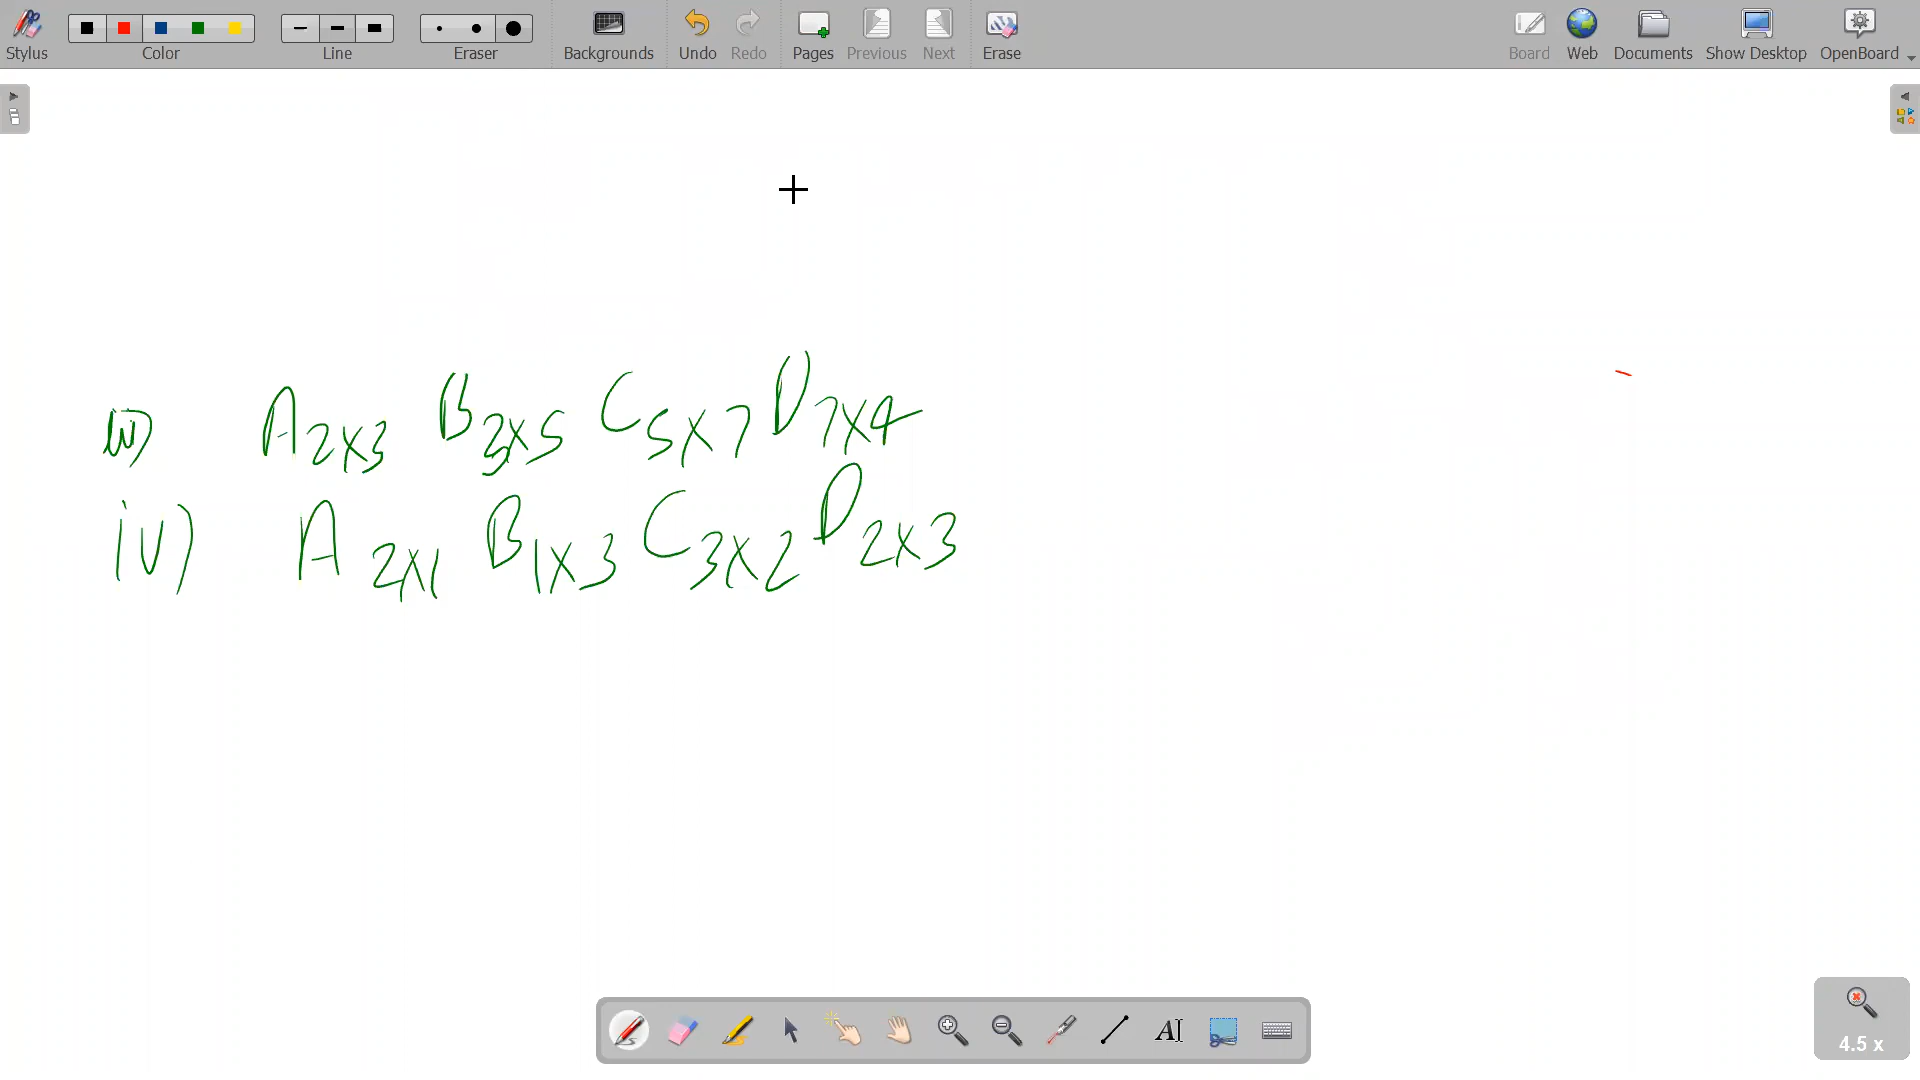 Stylus Color Line Eraser Backgrounds Undo Redo Pages Previous Next Erase Board Web Documents Show Desktop OpenBoard
iii) A2x3 B3x5 C5x7 D7x4
iv) A2x1 B1x3 C3x2 D2x3
4.5 x